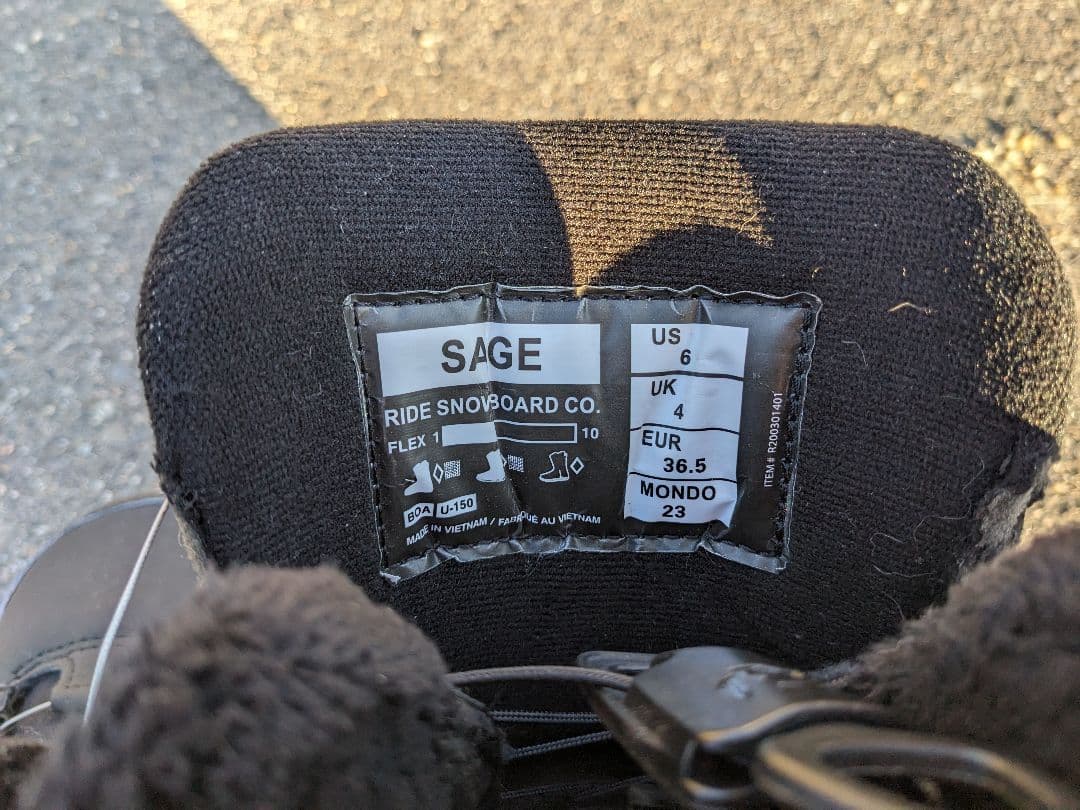 SAGE
RIDE SNOWBOARD CO.
FLEX 1 10
BOA U-150
MADE IN VIETNAM / FABRIQUÉ AU VIETNAM
US
6
UK
4
EUR
36.5
MONDO
23
ITEM # R200301401